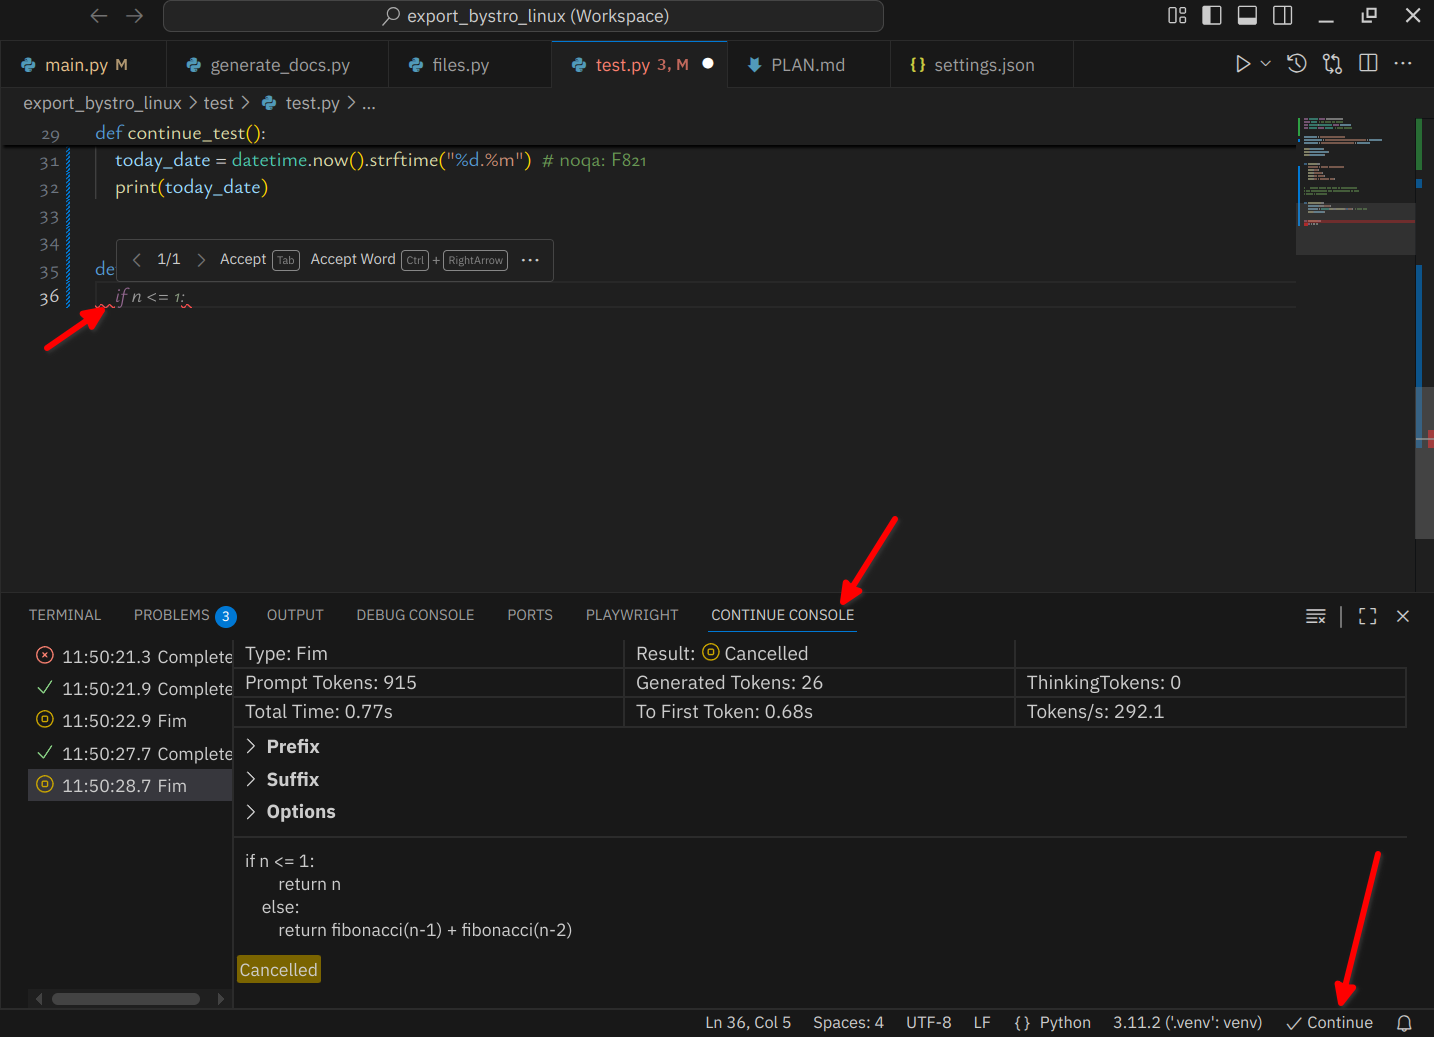 export_bystro_linux (Workspace)
main.py M
generate_docs.py
files.py
test.py 3, M
PLAN.md
{} settings.json
export_bystro_linux > test > test.py > ...
29 def continue_test():
31 today_date = datetime.now().strftime("%d.%m") # noqa: F821
32 print(today_date)
33
34
1/1 Accept Tab Accept Word Ctrl + RightArrow ...
35 de
36 if n <= 1:
TERMINAL
PROBLEMS 3
OUTPUT
DEBUG CONSOLE
PORTS
PLAYWRIGHT
CONTINUE CONSOLE
11:50:21.3 Complete
11:50:21.9 Complete
11:50:22.9 Fim
11:50:27.7 Complete
11:50:28.7 Fim
Type: Fim
Result: Cancelled
Prompt Tokens: 915
Generated Tokens: 26
ThinkingTokens: 0
Total Time: 0.77s
To First Token: 0.68s
Tokens/s: 292.1
> Prefix
> Suffix
> Options
if n <= 1:
return n
else:
return fibonacci(n-1) + fibonacci(n-2)
Cancelled
Ln 36, Col 5
Spaces: 4
UTF-8
LF
{} Python
3.11.2 ('.venv': venv)
Continue